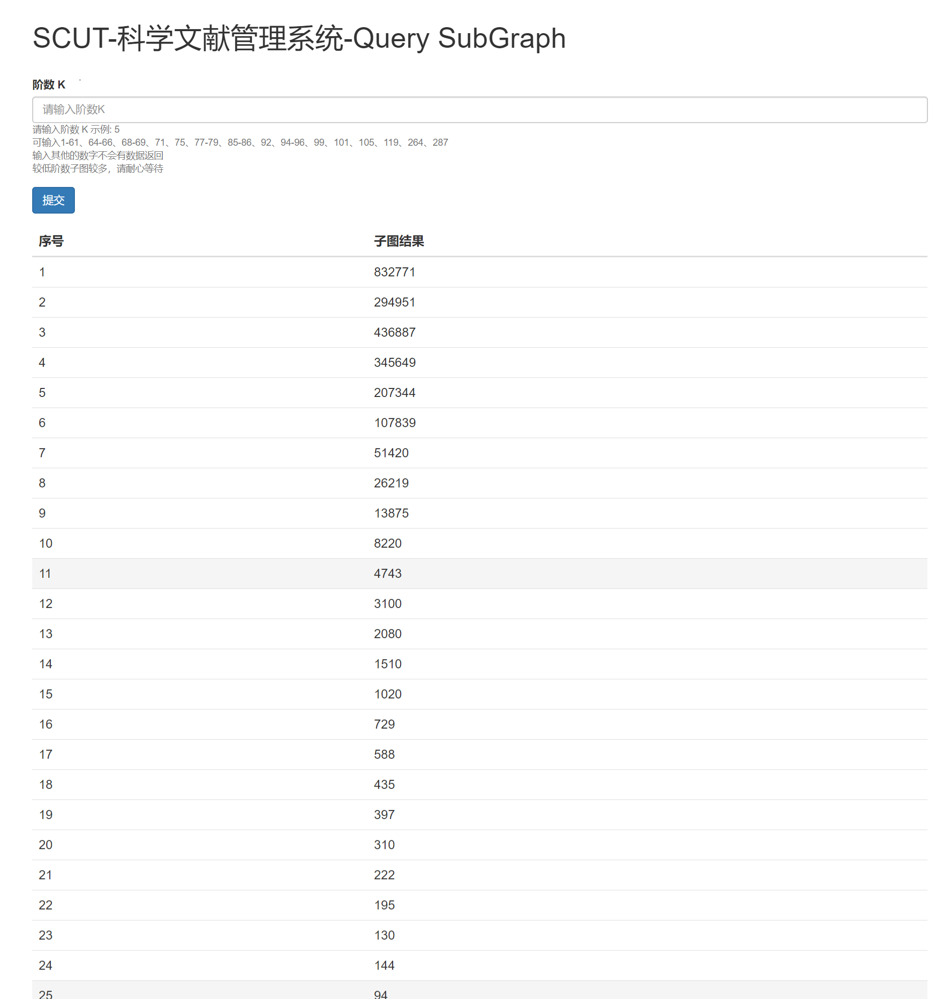 SCUT-科学文献管理系统-Query SubGraph
阶数 K
请输入阶数K
请输入阶数 K 示例: 5
可输入1-61、64-66、68-69、71、75、77-79、85-86、92、94-96、99、101、105、119、264、287
输入其他的数字不会有数据返回
较低阶数子图较多，请耐心等待
提交
序号 子图结果
1 832771
2 294951
3 436887
4 345649
5 207344
6 107839
7 51420
8 26219
9 13875
10 8220
11 4743
12 3100
13 2080
14 1510
15 1020
16 729
17 588
18 435
19 397
20 310
21 222
22 195
23 130
24 144
25 94